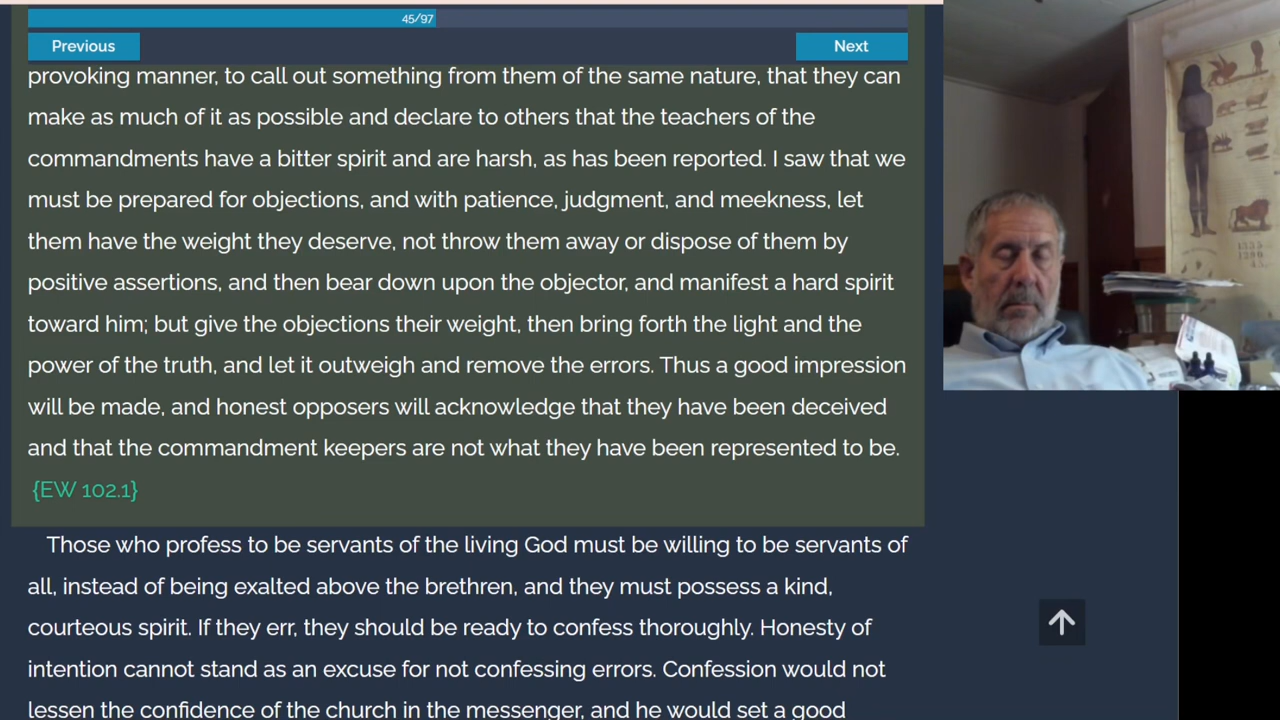 45/97
Previous
Next
provoking manner, to call out something from them of the same nature, that they can
make as much of it as possible and declare to others that the teachers of the
commandments have a bitter spirit and are harsh, as has been reported. I saw that we
must be prepared for objections, and with patience, judgment, and meekness, let
them have the weight they deserve, not throw them away or dispose of them by
positive assertions, and then bear down upon the objector, and manifest a hard spirit
toward him; but give the objections their weight, then bring forth the light and the
power of the truth, and let it outweigh and remove the errors. Thus a good impression
will be made, and honest opposers will acknowledge that they have been deceived
and that the commandment keepers are not what they have been represented to be.
{EW 102.1}
Those who profess to be servants of the living God must be willing to be servants of
all, instead of being exalted above the brethren, and they must possess a kind,
courteous spirit. If they err, they should be ready to confess thoroughly. Honesty of
intention cannot stand as an excuse for not confessing errors. Confession would not
lessen the confidence of the church in the messenger, and he would set a good